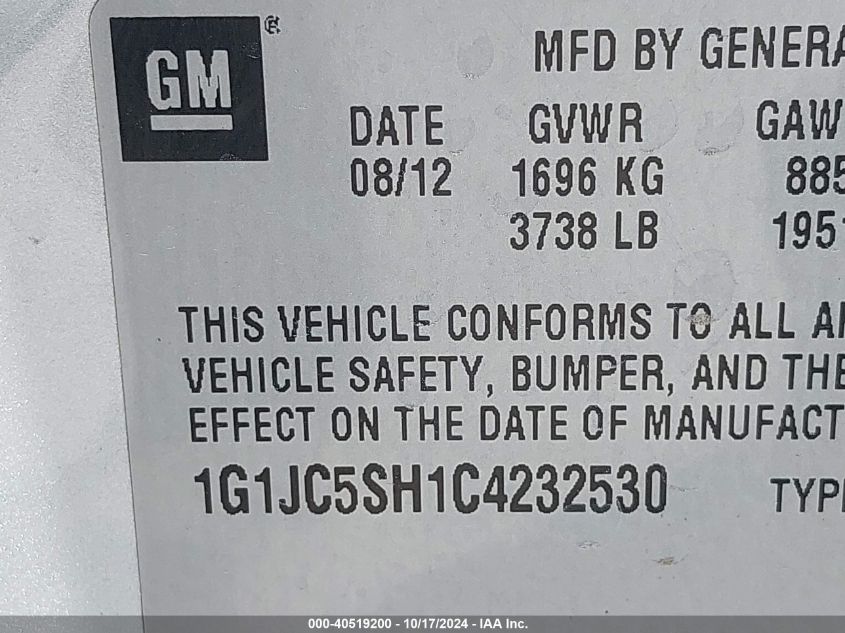 GM ®
MFD BY GENERA
DATE GVWR GAW
08/12 1696 KG 885
3738 LB 1951
THIS VEHICLE CONFORMS TO ALL AP
VEHICLE SAFETY, BUMPER, AND THE
EFFECT ON THE DATE OF MANUFACT
1G1JC5SH1C4232530 TYPE
000-40519200 - 10/17/2024 - IAA Inc.